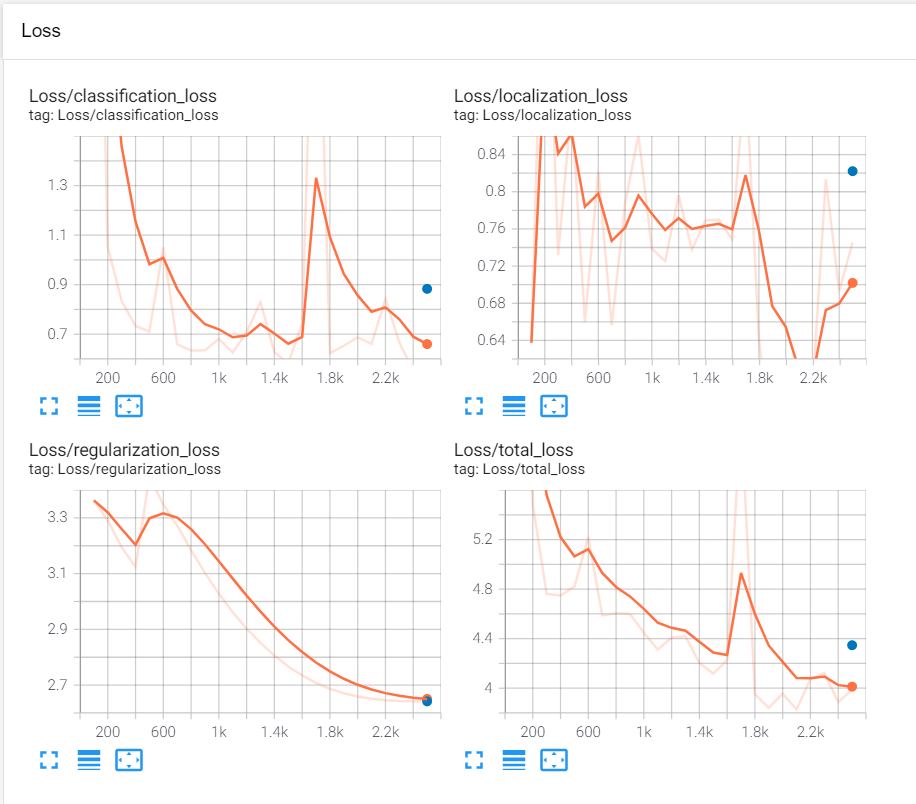 Loss
Loss/classification_loss
tag: Loss/classification_loss
1.3
1.1
0.9
0.7
200 600 1k 1.4k 1.8k 2.2k
Loss/localization_loss
tag: Loss/localization_loss
0.84
0.8
0.76
0.72
0.68
0.64
200 600 1k 1.4k 1.8k 2.2k
Loss/regularization_loss
tag: Loss/regularization_loss
3.3
3.1
2.9
2.7
200 600 1k 1.4k 1.8k 2.2k
Loss/total_loss
tag: Loss/total_loss
5.2
4.8
4.4
4
200 600 1k 1.4k 1.8k 2.2k